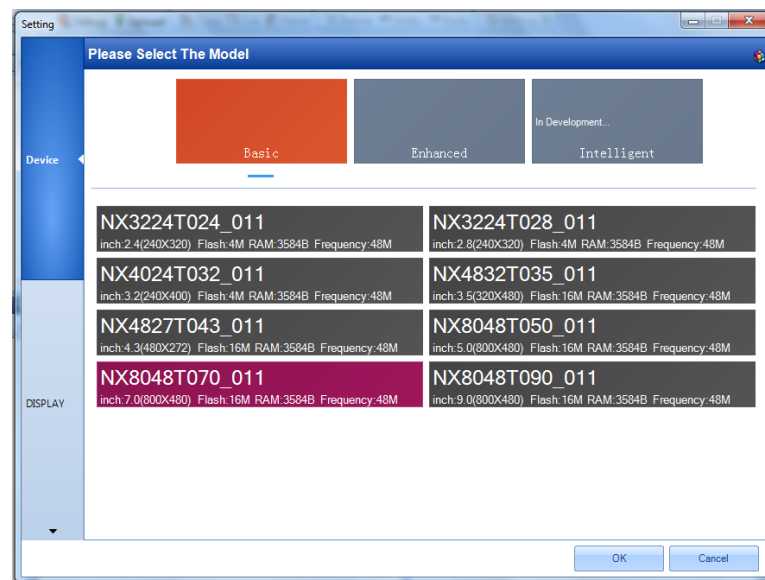 Setting
Please Select The Model
Device
Basic
Enhanced
In Development...
Intelligent
NX3224T024_011
inch:2.4(240X320) Flash:4M RAM:3584B Frequency:48M
NX3224T028_011
inch:2.8(240X320) Flash:4M RAM:3584B Frequency:48M
NX4024T032_011
inch:3.2(240X400) Flash:4M RAM:3584B Frequency:48M
NX4832T035_011
inch:3.5(320X480) Flash:16M RAM:3584B Frequency:48M
NX4827T043_011
inch:4.3(480X272) Flash:16M RAM:3584B Frequency:48M
NX8048T050_011
inch:5.0(800X480) Flash:16M RAM:3584B Frequency:48M
NX8048T070_011
inch:7.0(800X480) Flash:16M RAM:3584B Frequency:48M
NX8048T090_011
inch:9.0(800X480) Flash:16M RAM:3584B Frequency:48M
DISPLAY
OK
Cancel